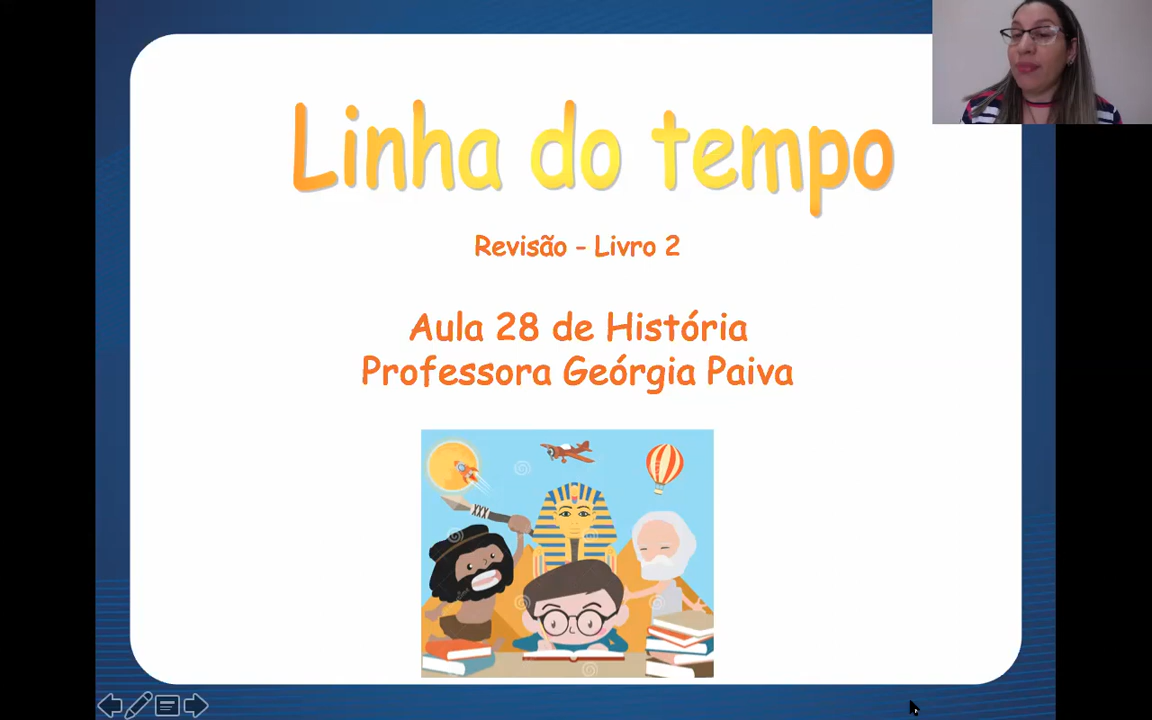 Linha do tempo
Revisão - Livro 2
Aula 28 de História
Professora Geórgia Paiva